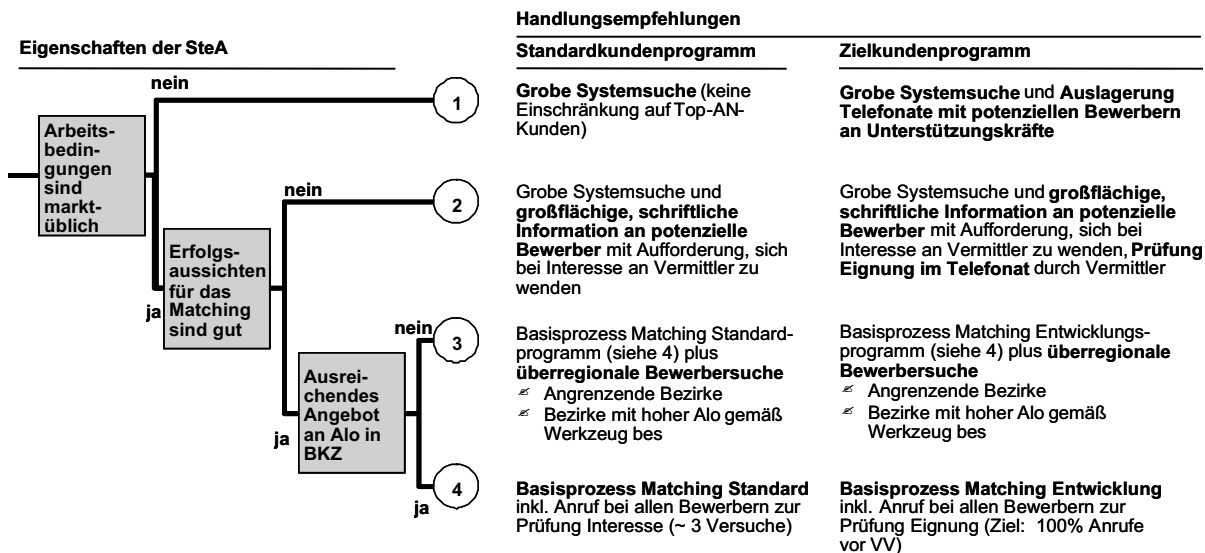 Handlungsempfehlungen
Eigenschaften der SteA
Standardkundenprogramm
Zielkundenprogramm
nein
1
Grobe Systemsuche (keine
Einschränkung auf Top-AN-
Kunden)
Grobe Systemsuche und Auslagerung
Telefonate mit potenziellen Bewerbern
an Unterstützungskräfte
Arbeits-
bedin-
gungen
sind
markt-
üblich
nein
2
Grobe Systemsuche und
großflächige, schriftliche
Information an potenzielle
Bewerber mit Aufforderung, sich
bei Interesse an Vermittler zu
wenden
Grobe Systemsuche und großflächige,
schriftliche Information an potenzielle
Bewerber mit Aufforderung, sich bei
Interesse an Vermittler zu wenden, Prüfung
Eignung im Telefonat durch Vermittler
ja
Erfolgs-
aussichten
für das
Matching
sind gut
nein
3
Basisprozess Matching Standard-
programm (siehe 4) plus
überregionale Bewerbersuche
Angrenzende Bezirke
Bezirke mit hoher Alo gemäß
Werkzeug bes
Basisprozess Matching Entwicklungs-
programm (siehe 4) plus überregionale
Bewerbersuche
Angrenzende Bezirke
Bezirke mit hoher Alo gemäß
Werkzeug bes
ja
Ausrei-
chendes
Angebot
an Alo in
BKZ
ja
4
Basisprozess Matching Standard
inkl. Anruf bei allen Bewerbern zur
Prüfung Interesse (~ 3 Versuche)
Basisprozess Matching Entwicklung
inkl. Anruf bei allen Bewerbern zur
Prüfung Eignung (Ziel: 100% Anrufe
vor VV)